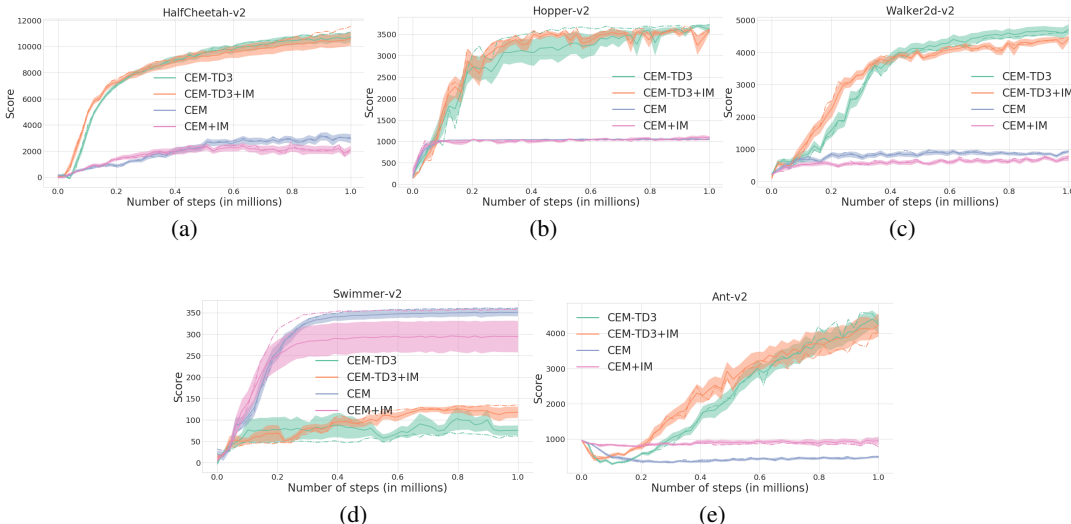 HalfCheetah-v2
12000
10000
8000
6000
4000
2000
0
Score
CEM-TD3
CEM-TD3+IM
CEM
CEM+IM
0.0 0.2 0.4 0.6 0.8 1.0
Number of steps (in millions)
(a)
Hopper-v2
3500
3000
2500
2000
1500
1000
500
0
Score
CEM-TD3
CEM-TD3+IM
CEM
CEM+IM
0.0 0.2 0.4 0.6 0.8 1.0
Number of steps (in millions)
(b)
Walker2d-v2
5000
4000
3000
2000
1000
0
Score
CEM-TD3
CEM-TD3+IM
CEM
CEM+IM
0.0 0.2 0.4 0.6 0.8 1.0
Number of steps (in millions)
(c)
Swimmer-v2
350
300
250
200
150
100
50
0
Score
CEM-TD3
CEM-TD3+IM
CEM
CEM+IM
0.0 0.2 0.4 0.6 0.8 1.0
Number of steps (in millions)
(d)
Ant-v2
4000
3000
2000
1000
0
Score
CEM-TD3
CEM-TD3+IM
CEM
CEM+IM
0.0 0.2 0.4 0.6 0.8 1.0
Number of steps (in millions)
(e)